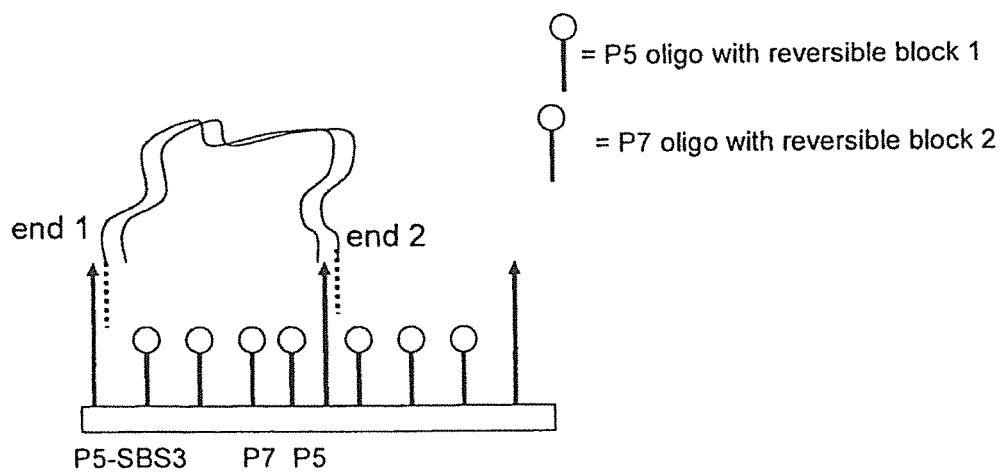 = P5 oligo with reversible block 1
= P7 oligo with reversible block 2
end 1
end 2
P5-SBS3 P7 P5